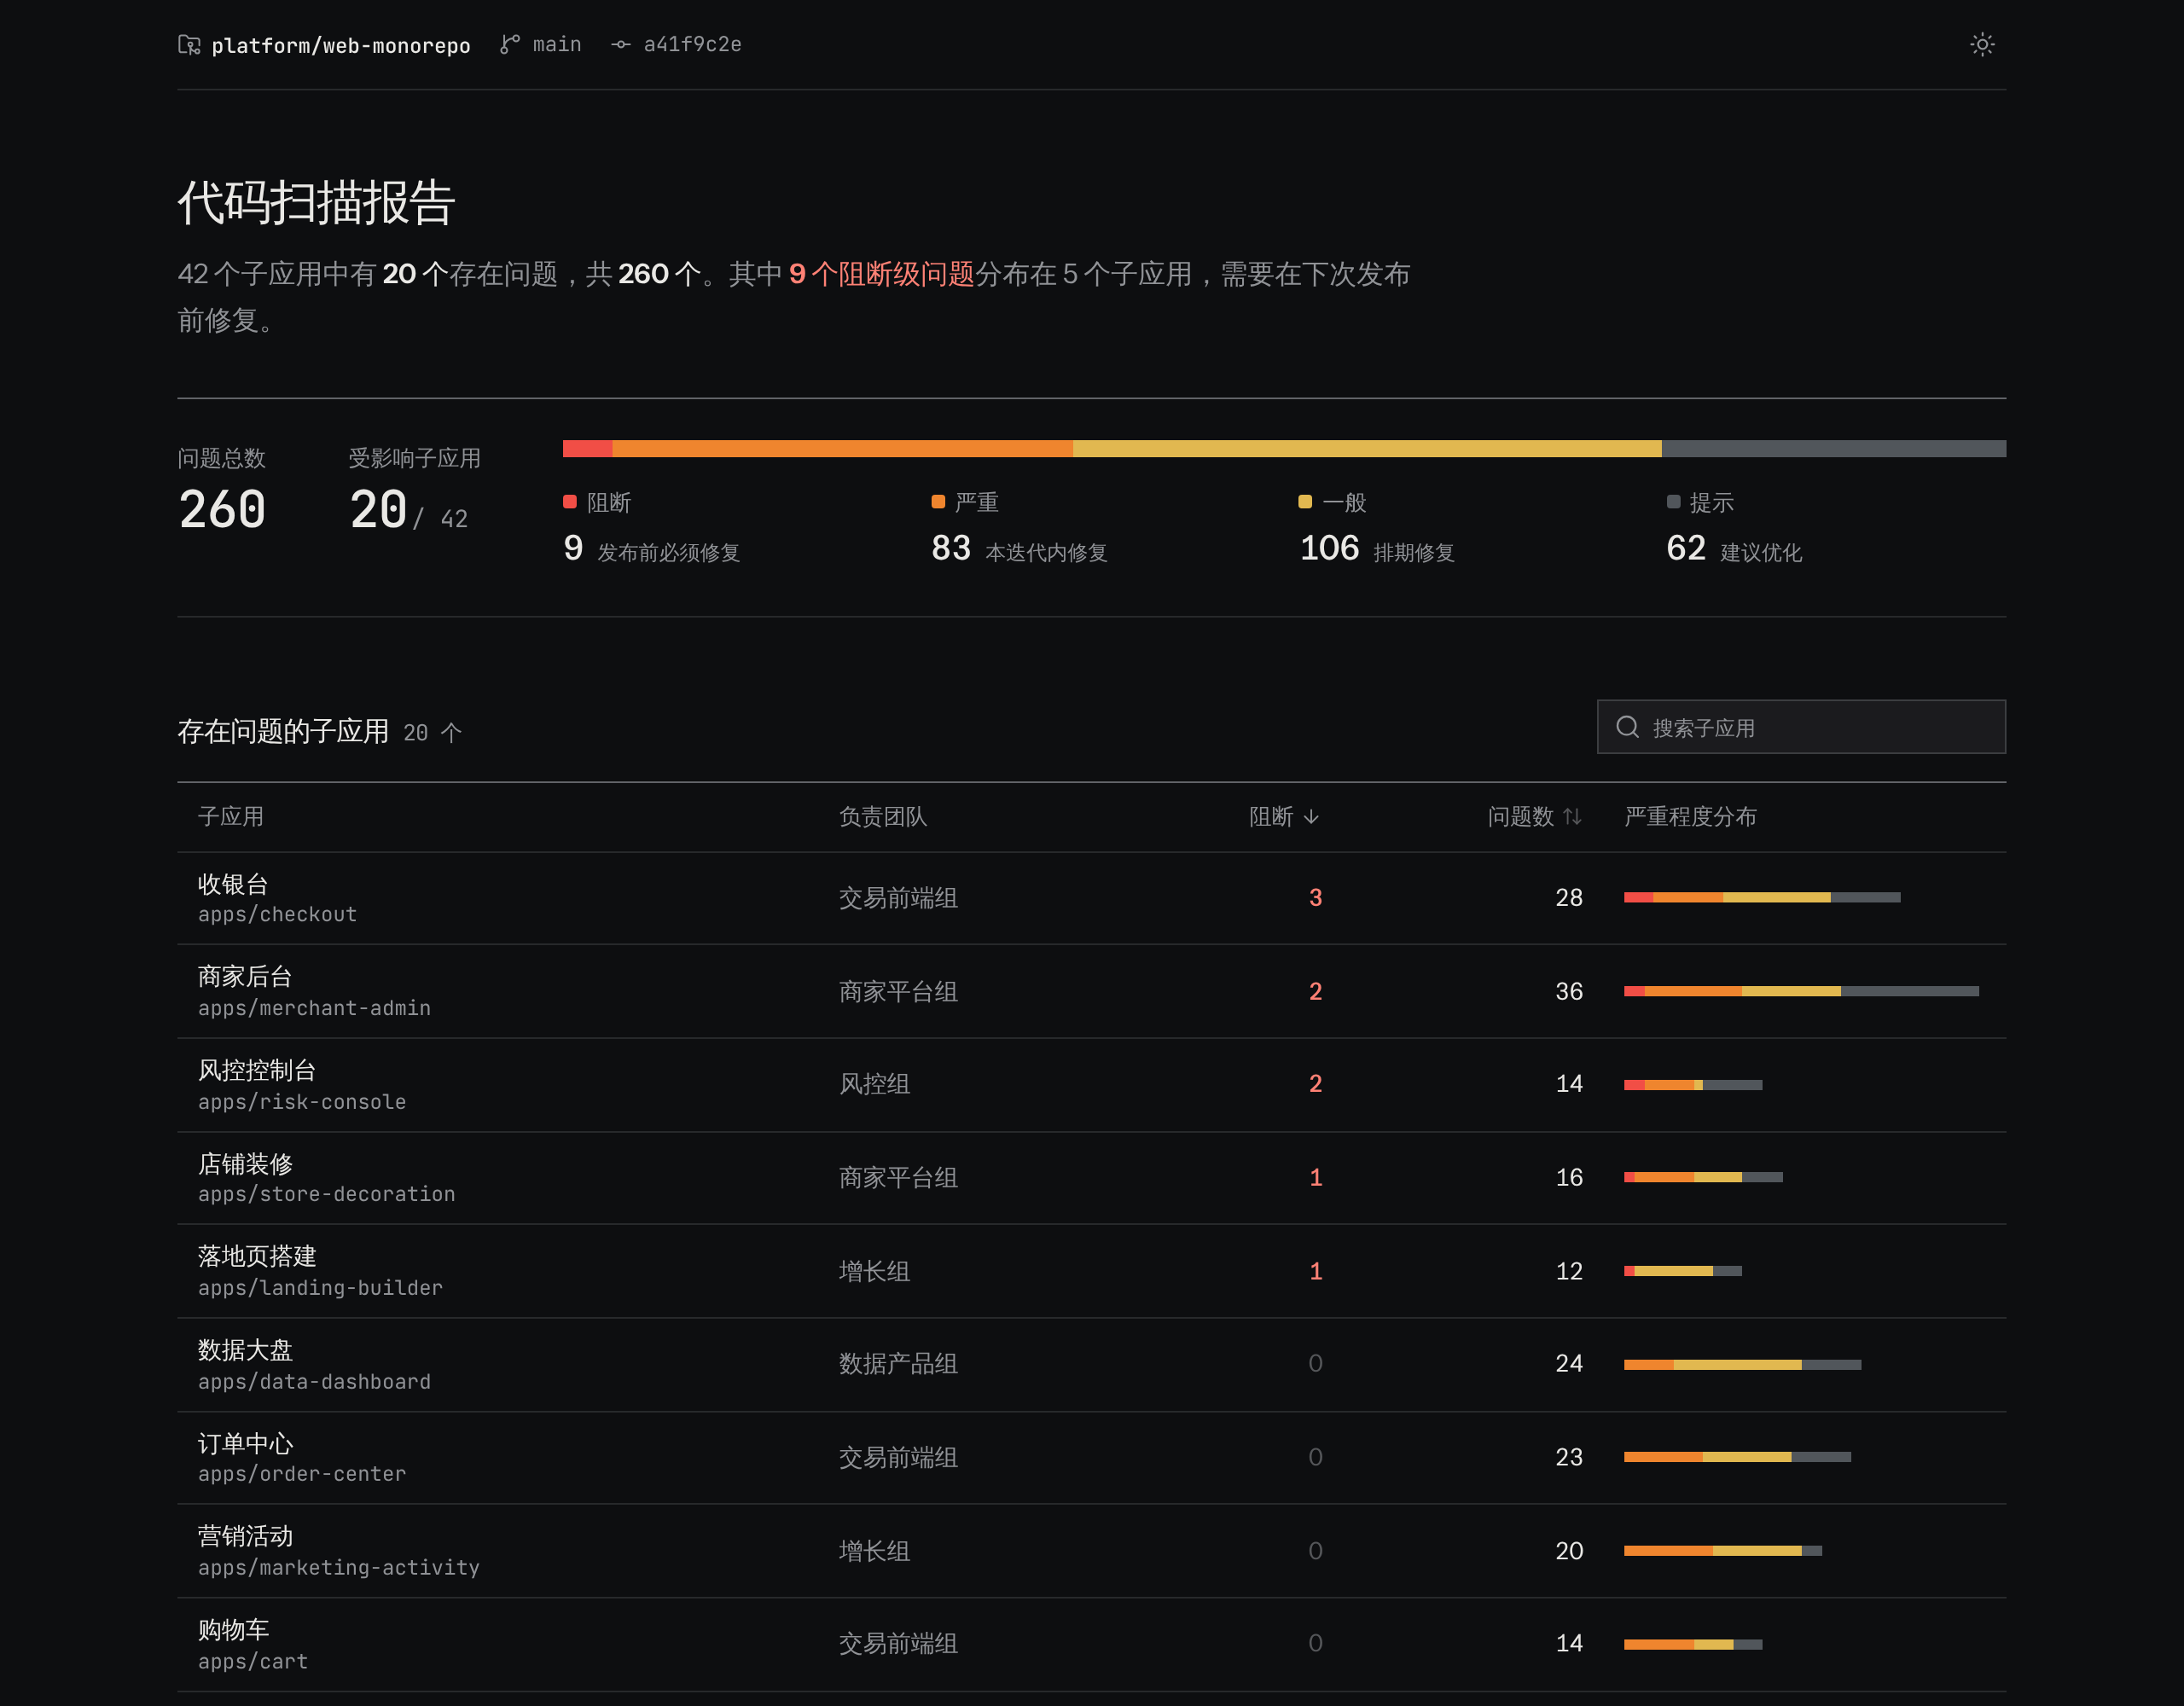 platform/web-monorepo main a41f9c2e
代码扫描报告
42 个子应用中有 20 个存在问题，共 260 个。其中 9 个阻断级问题分布在 5 个子应用，需要在下次发布
前修复。
问题总数 受影响子应用
260 20 / 42
阻断 严重 一般 提示
9 发布前必须修复 83 本迭代内修复 106 排期修复 62 建议优化
存在问题的子应用 20 个 搜索子应用
子应用 负责团队 阻断 问题数 严重程度分布
收银台
apps/checkout
交易前端组 3 28
商家后台
apps/merchant-admin
商家平台组 2 36
风控控制台
apps/risk-console
风控组 2 14
店铺装修
apps/store-decoration
商家平台组 1 16
落地页搭建
apps/landing-builder
增长组 1 12
数据大盘
apps/data-dashboard
数据产品组 0 24
订单中心
apps/order-center
交易前端组 0 23
营销活动
apps/marketing-activity
增长组 0 20
购物车
apps/cart
交易前端组 0 14